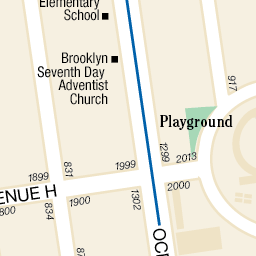 Elementary
School
Brooklyn
Seventh Day
Adventist
Church
Playground
917
1299
2013
2000
1999
1302
831
1899
ENUE H
1900
800
834
OCE